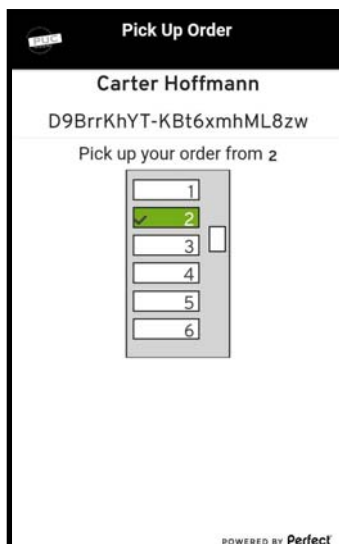 PUC
Pick Up Order
Carter Hoffmann
D9BrrKhYT-KBt6xmhML8zw
Pick up your order from 2
1
2
3
4
5
6
POWERED BY Perfect